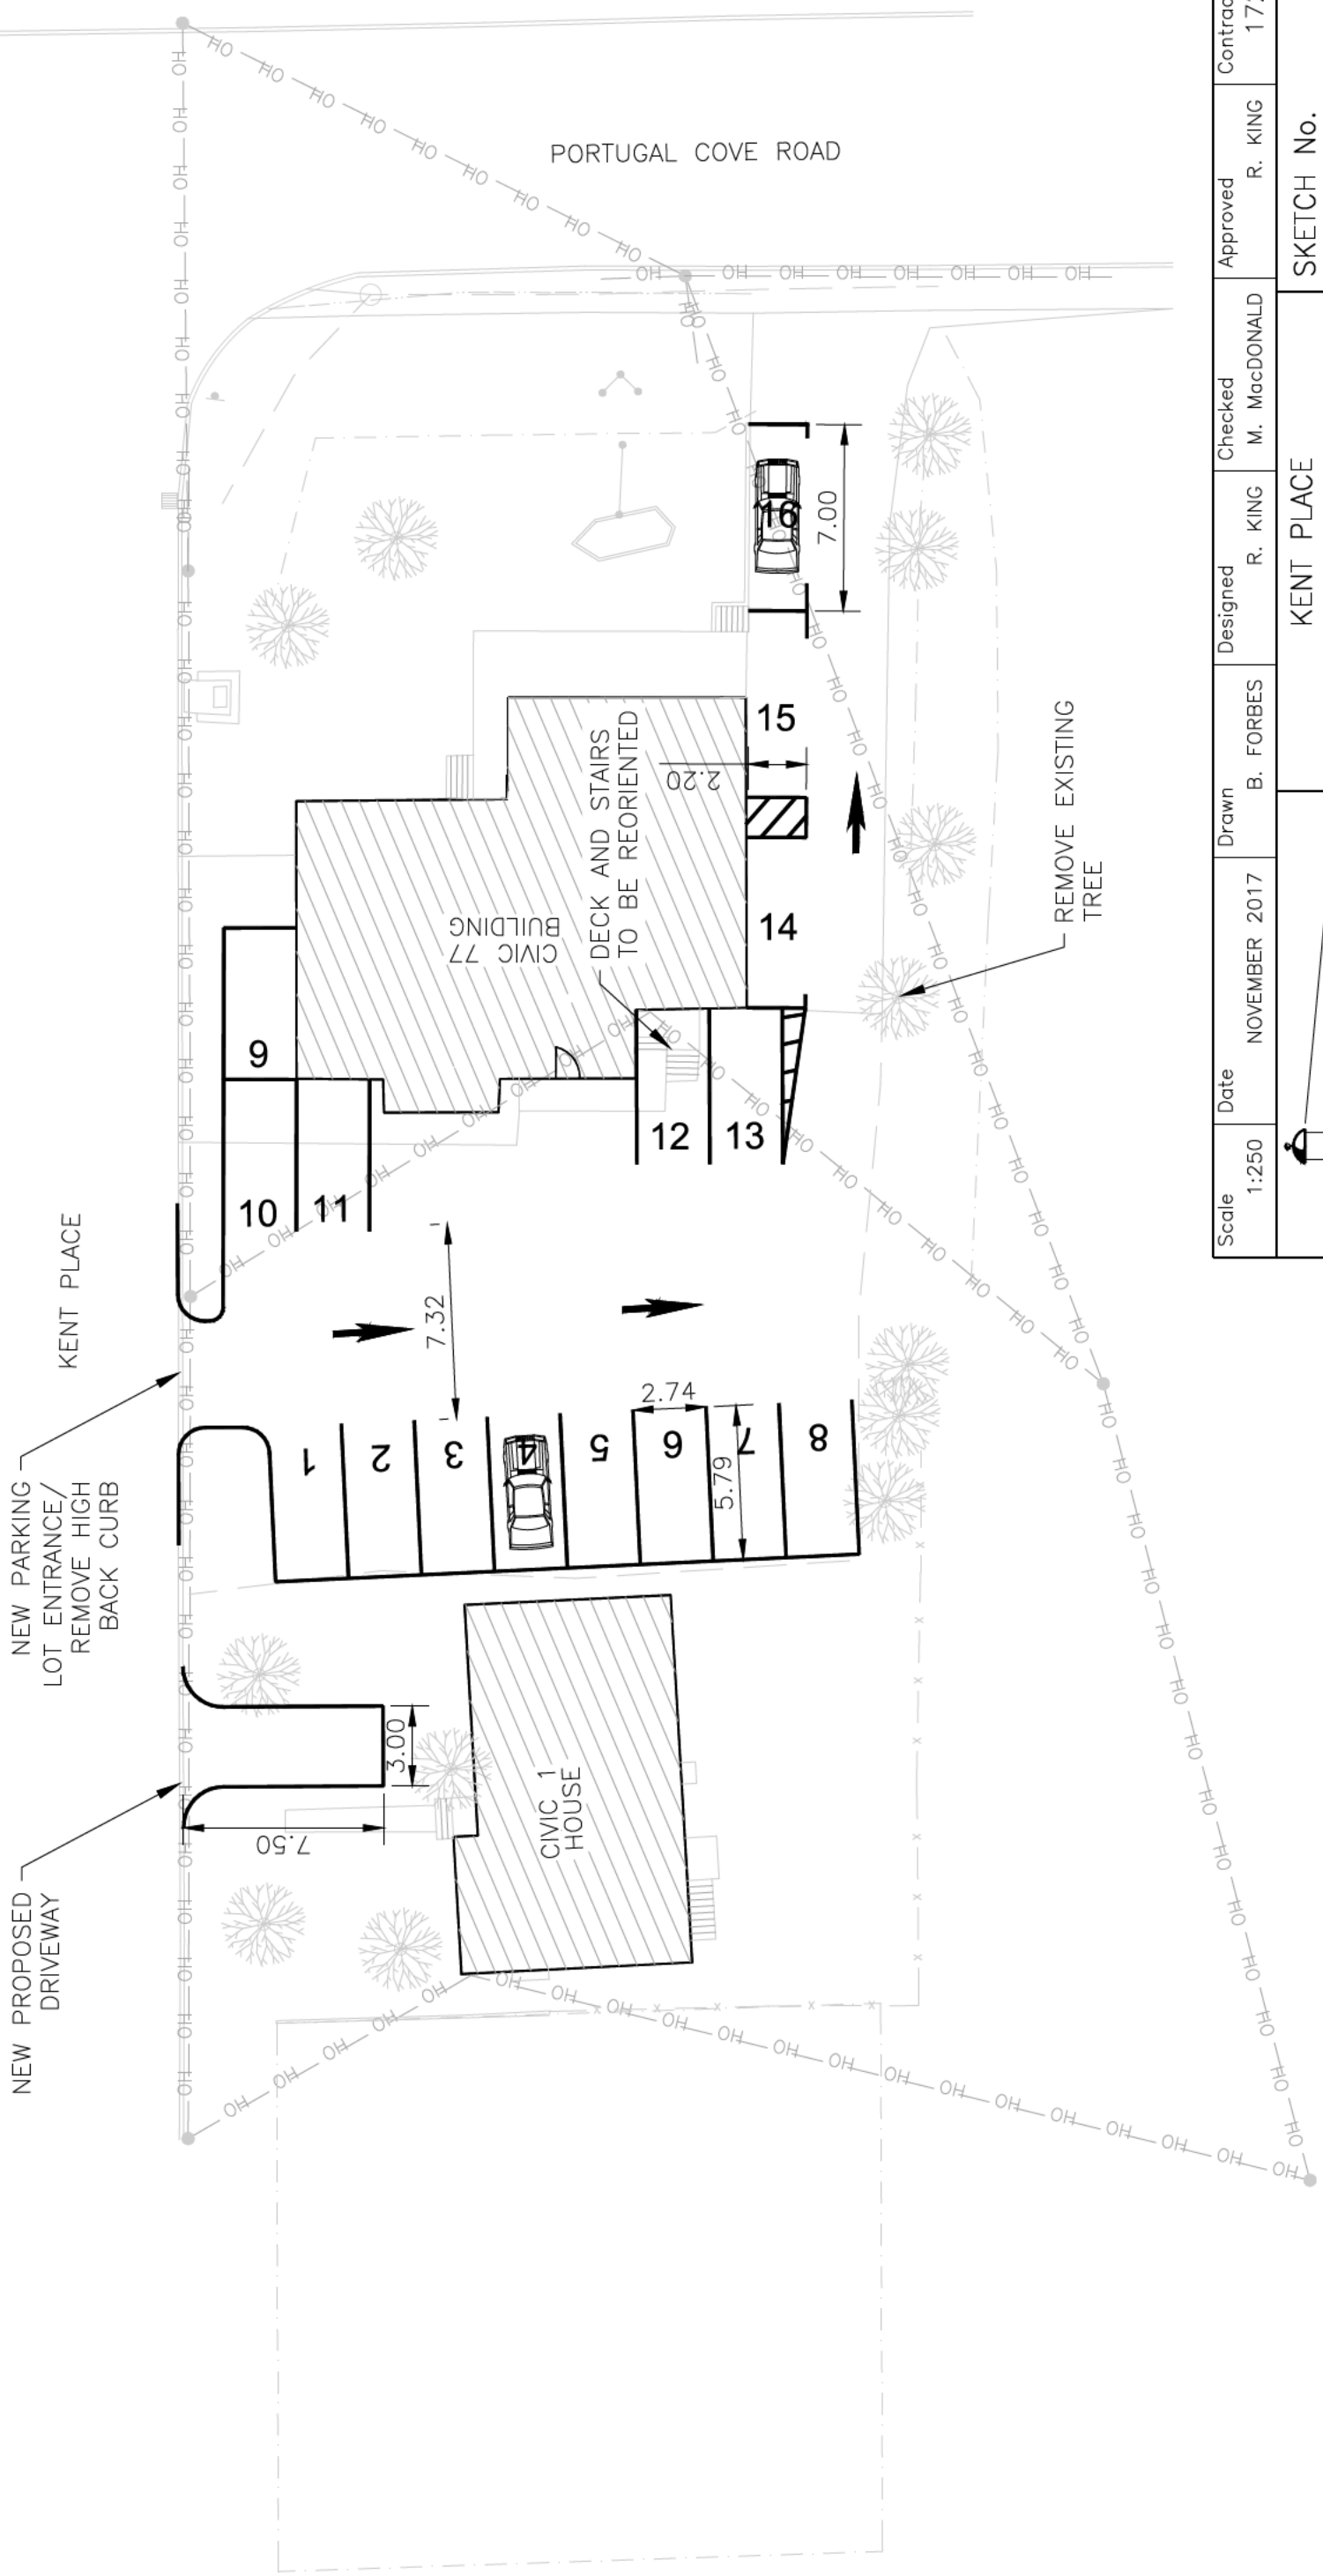 NEW PROPOSED
DRIVEWAY
NEW PARKING
LOT ENTRANCE/
REMOVE HIGH
BACK CURB
KENT PLACE
PORTUGAL COVE ROAD
7.50
3.00
CIVIC 1
HOUSE
1
2
3
4
5
6
7
8
2.74
5.79
7.32
9
10
11
12
13
14
15
16
CIVIC 77
BUILDING
DECK AND STAIRS
TO BE REORIENTED
2.20
7.00
REMOVE EXISTING
TREE
Scale
1:250
Date
NOVEMBER 2017
Drawn
B. FORBES
Designed
R. KING
Checked
M. MacDONALD
Approved
R. KING
KENT PLACE
SKETCH No.
OH